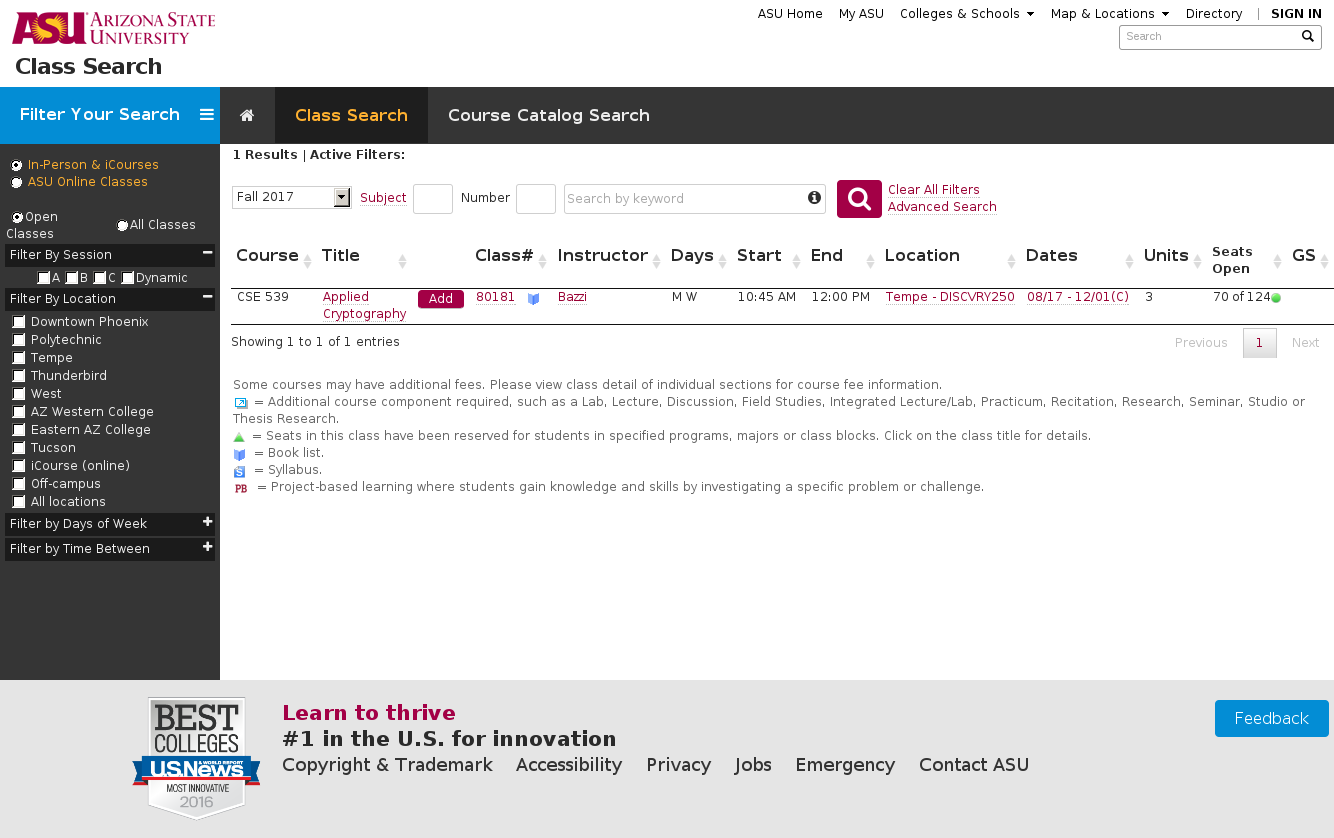 ASU ARIZONA STATE UNIVERSITY
ASU Home My ASU Colleges & Schools Map & Locations Directory | SIGN IN
Search
Class Search
Filter Your Search
Class Search Course Catalog Search
In-Person & iCourses
ASU Online Classes
Open Classes
All Classes
Filter By Session
A B C Dynamic
Filter By Location
Downtown Phoenix
Polytechnic
Tempe
Thunderbird
West
AZ Western College
Eastern AZ College
Tucson
iCourse (online)
Off-campus
All locations
Filter by Days of Week
Filter by Time Between
1 Results | Active Filters:
Fall 2017 Subject Number Search by keyword
Clear All Filters
Advanced Search
Course Title Class# Instructor Days Start End Location Dates Units Seats Open GS
CSE 539 Applied Cryptography Add 80181 Bazzi M W 10:45 AM 12:00 PM Tempe - DISCVRY250 08/17 - 12/01(C) 3 70 of 124
Showing 1 to 1 of 1 entries
Previous 1 Next
Some courses may have additional fees. Please view class detail of individual sections for course fee information.
= Additional course component required, such as a Lab, Lecture, Discussion, Field Studies, Integrated Lecture/Lab, Practicum, Recitation, Research, Seminar, Studio or
Thesis Research.
= Seats in this class have been reserved for students in specified programs, majors or class blocks. Click on the class title for details.
= Book list.
S = Syllabus.
PB = Project-based learning where students gain knowledge and skills by investigating a specific problem or challenge.
BEST
COLLEGES
U.S.News
& WORLD REPORT
MOST INNOVATIVE
2016
Learn to thrive
#1 in the U.S. for innovation
Copyright & Trademark Accessibility Privacy Jobs Emergency Contact ASU
Feedback